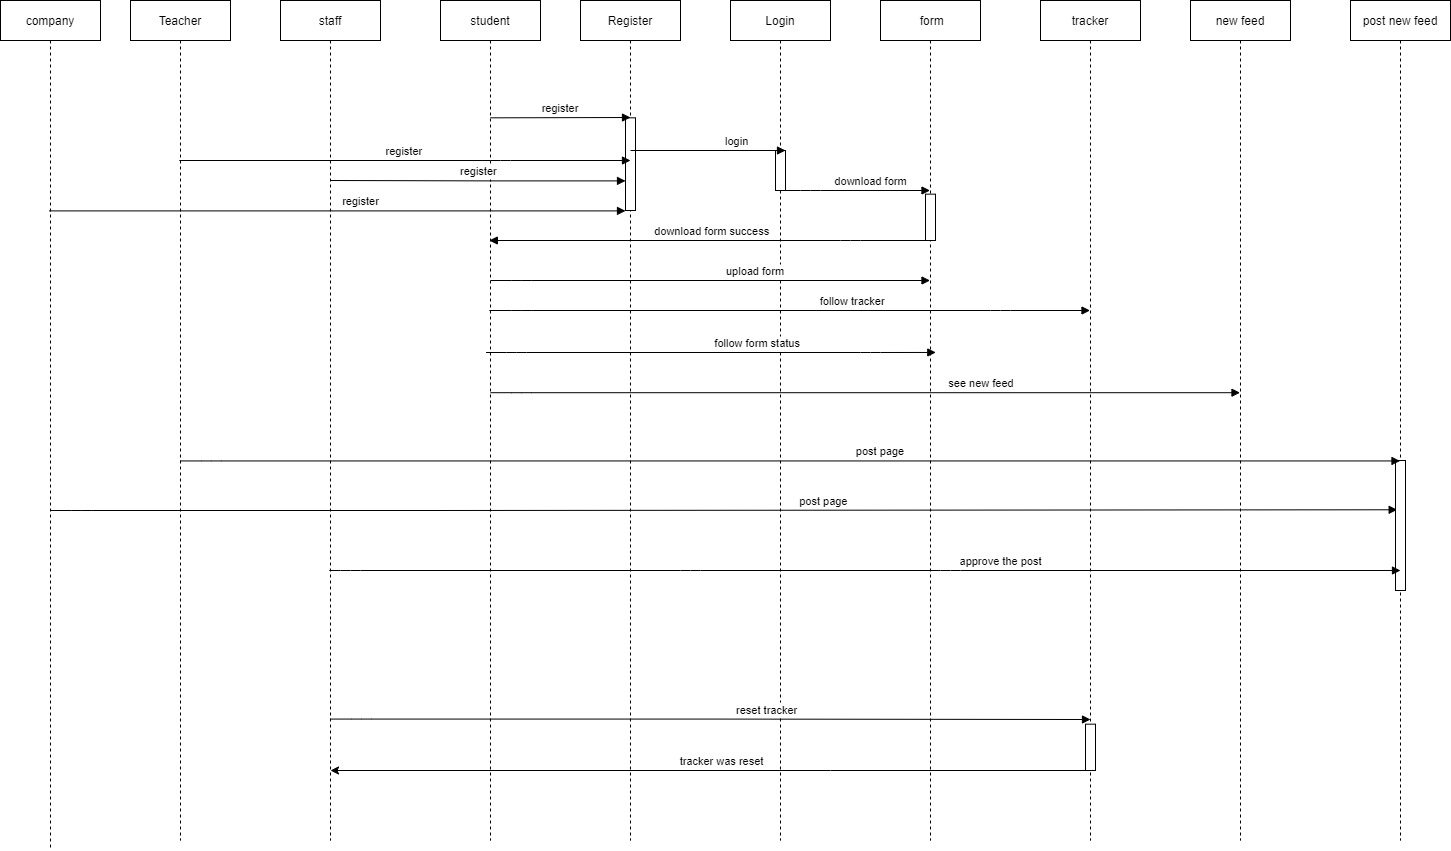 company
Teacher
staff
student
Register
Login
form
tracker
new feed
post new feed
register
login
register
register
download form
register
download form success
upload form
follow tracker
follow form status
see new feed
post page
post page
approve the post
reset tracker
tracker was reset